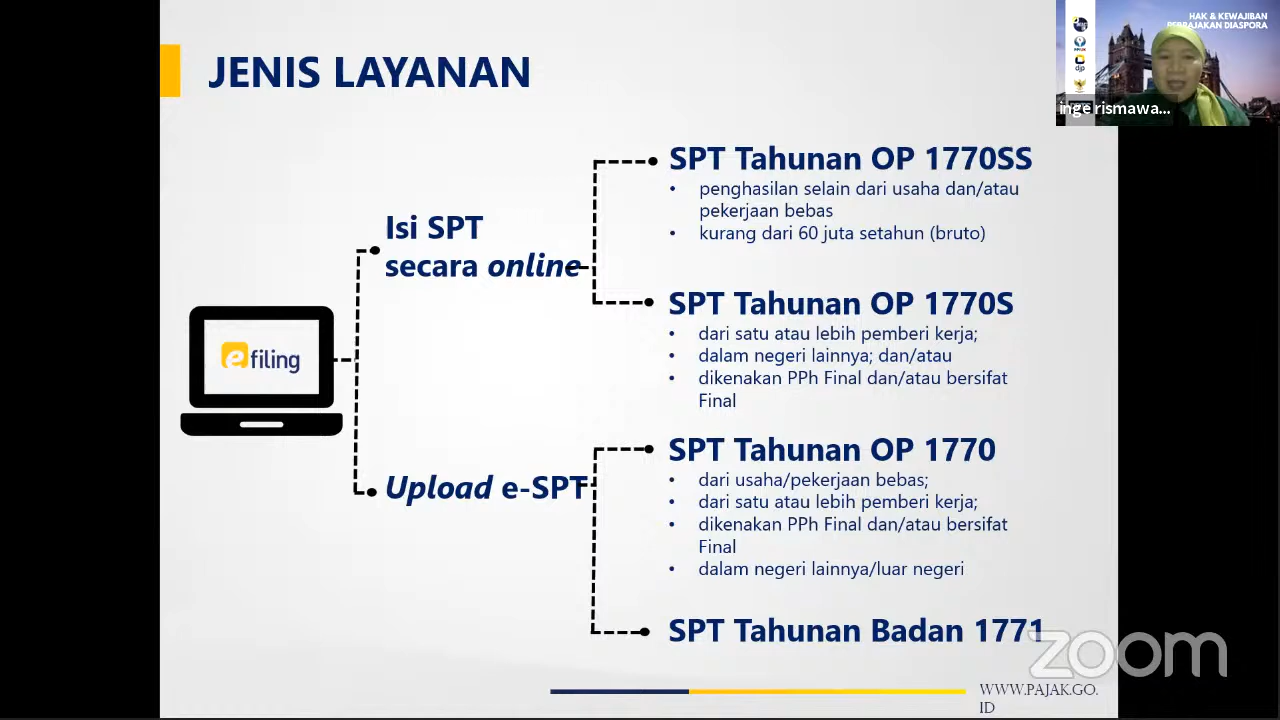 JENIS LAYANAN
HAK & KEWAJIBAN
PERPAJAKAN DIASPORA
djp
inge rismawa...
SPT Tahunan OP 1770SS
• penghasilan selain dari usaha dan/atau
pekerjaan bebas
• kurang dari 60 juta setahun (bruto)
Isi SPT
secara online
SPT Tahunan OP 1770S
• dari satu atau lebih pemberi kerja;
• dalam negeri lainnya; dan/atau
• dikenakan PPh Final dan/atau bersifat
Final
e filing
SPT Tahunan OP 1770
• dari usaha/pekerjaan bebas;
• dari satu atau lebih pemberi kerja;
• dikenakan PPh Final dan/atau bersifat
Final
• dalam negeri lainnya/luar negeri
Upload e-SPT
SPT Tahunan Badan 1771
zoom
WWW.PAJAK.GO.
ID